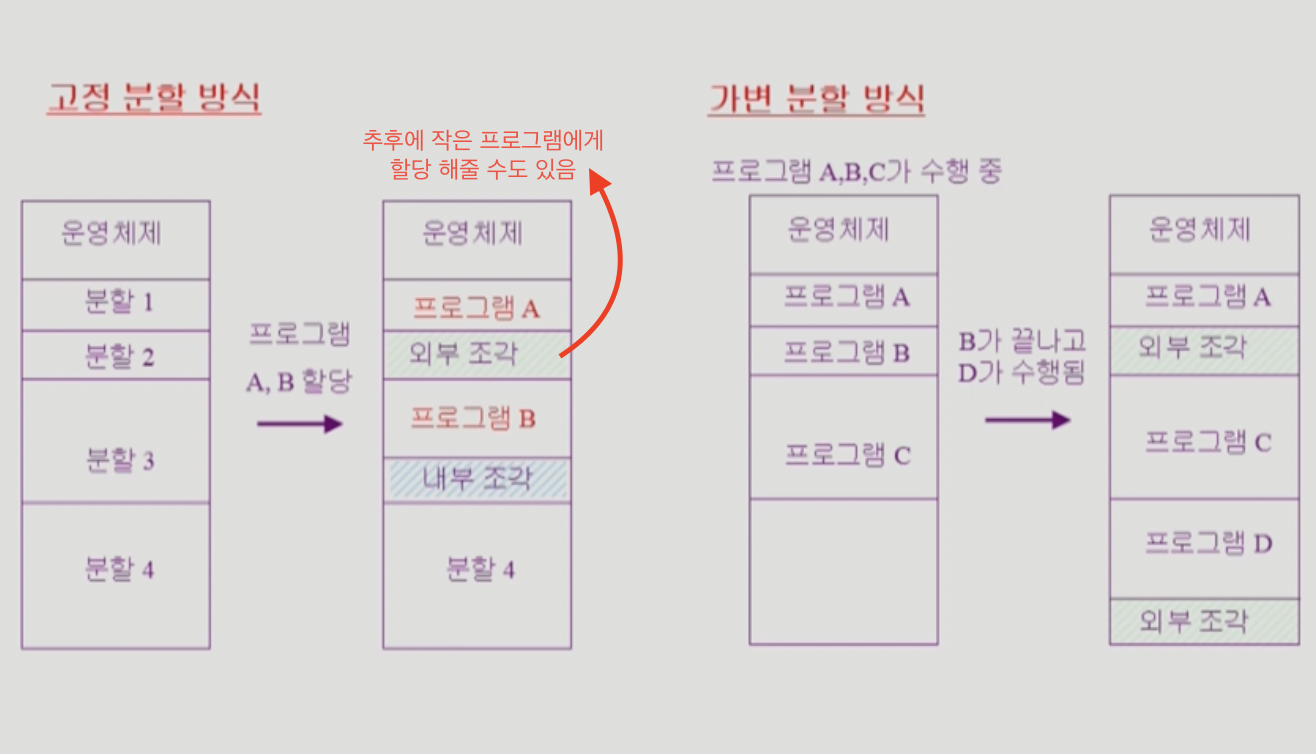 고정 분할 방식
추후에 작은 프로그램에게
할당 해줄 수도 있음
운영체제
분할 1
분할 2
분할 3
분할 4
프로그램
A, B 할당
운영체제
프로그램 A
외부 조각
프로그램 B
내부 조각
분할 4
가변 분할 방식
프로그램 A,B,C가 수행 중
운영체제
프로그램 A
프로그램 B
프로그램 C
B가 끝나고
D가 수행됨
운영체제
프로그램 A
외부 조각
프로그램 C
프로그램 D
외부 조각